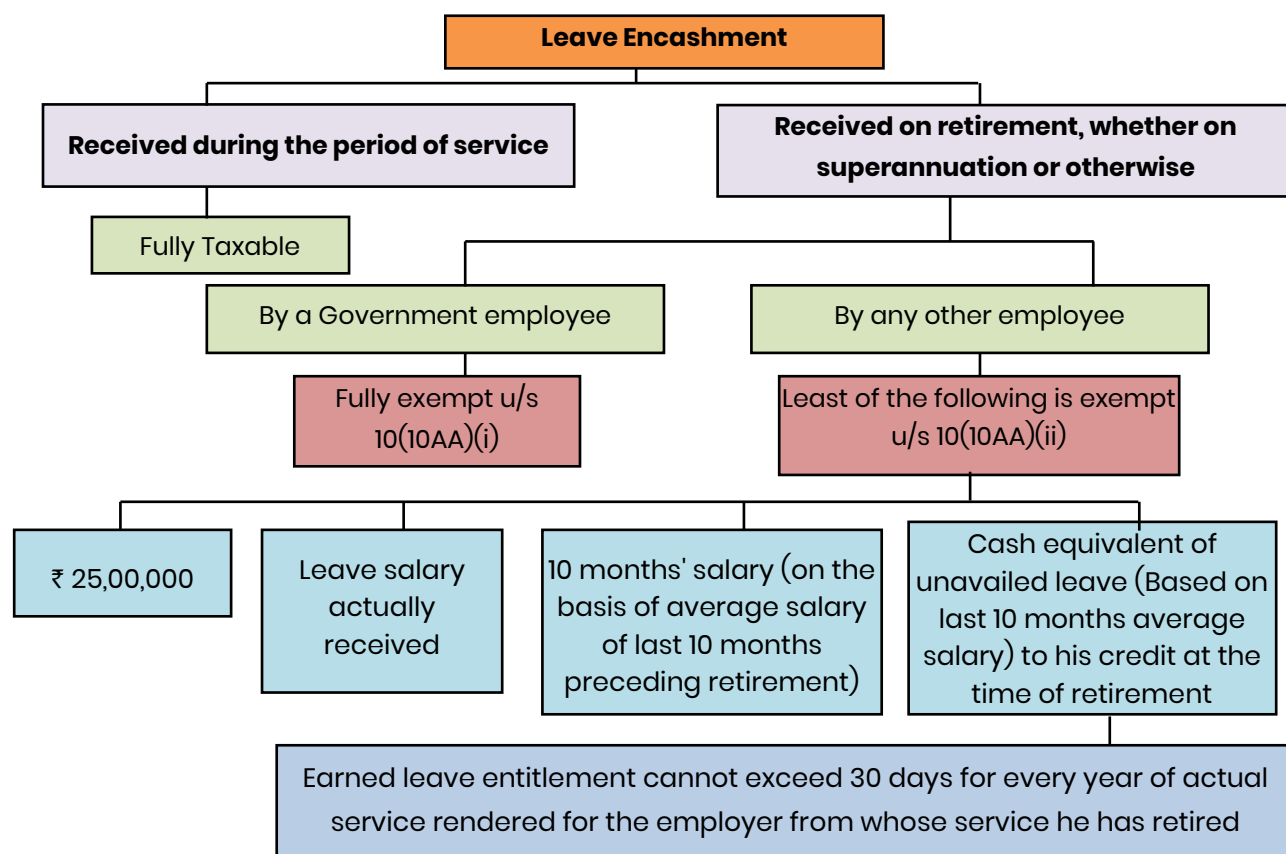 Leave Encashment
Received during the period of service
Received on retirement, whether on
superannuation or otherwise
Fully Taxable
By a Government employee
By any other employee
Fully exempt u/s
10(10AA)(i)
Least of the following is exempt
u/s 10(10AA)(ii)
₹ 25,00,000
Leave salary
actually
received
10 months' salary (on the
basis of average salary
of last 10 months
preceding retirement)
Cash equivalent of
unavailed leave (Based on
last 10 months average
salary) to his credit at the
time of retirement
Earned leave entitlement cannot exceed 30 days for every year of actual
service rendered for the employer from whose service he has retired